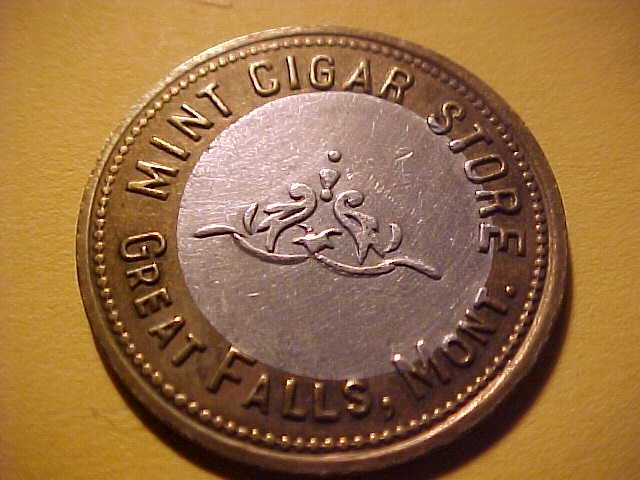 MINT CIGAR STORE
GREAT FALLS, MONT.